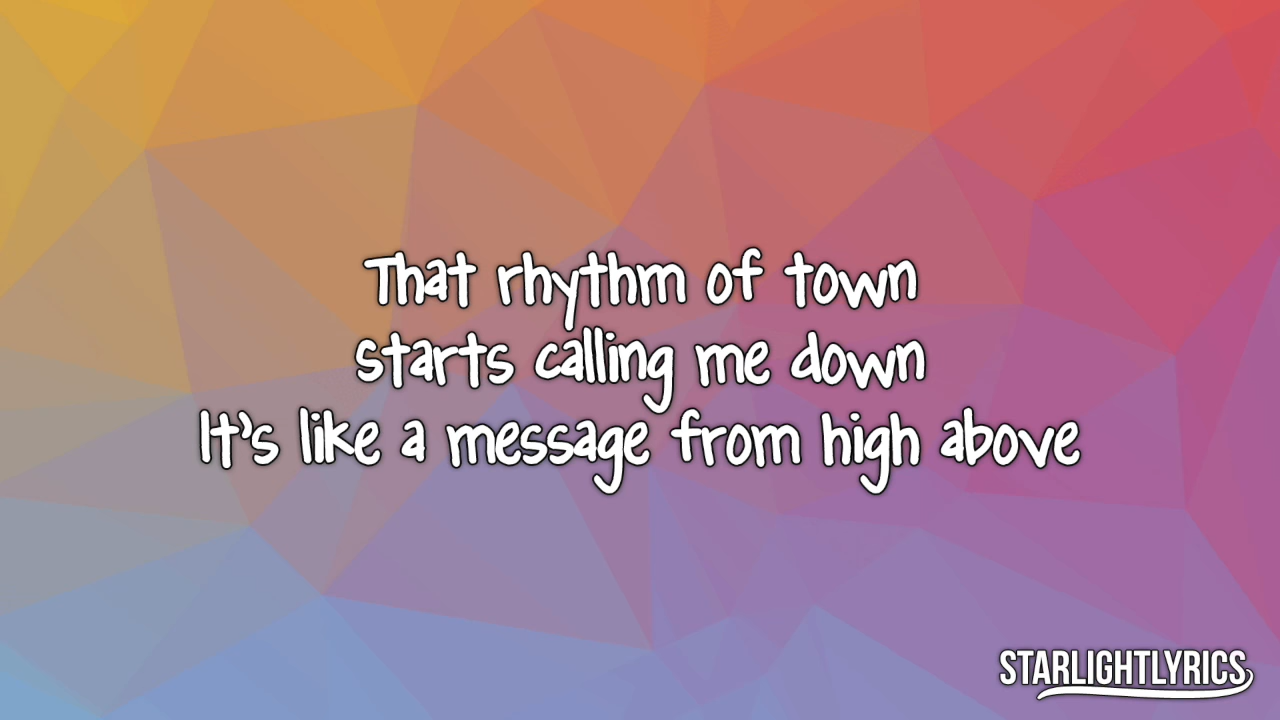 That rhythm of town
starts calling me down
It's like a message from high above
STARLIGHTLYRICS